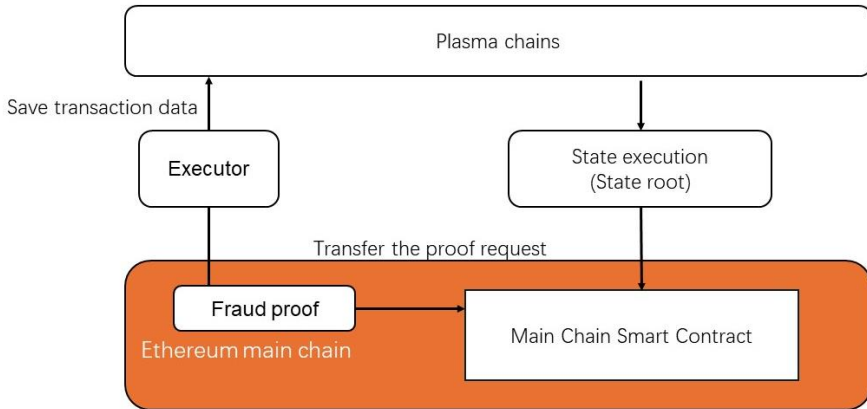 Plasma chains
Save transaction data
Executor
State execution
(State root)
Transfer the proof request
Fraud proof
Ethereum main chain
Main Chain Smart Contract